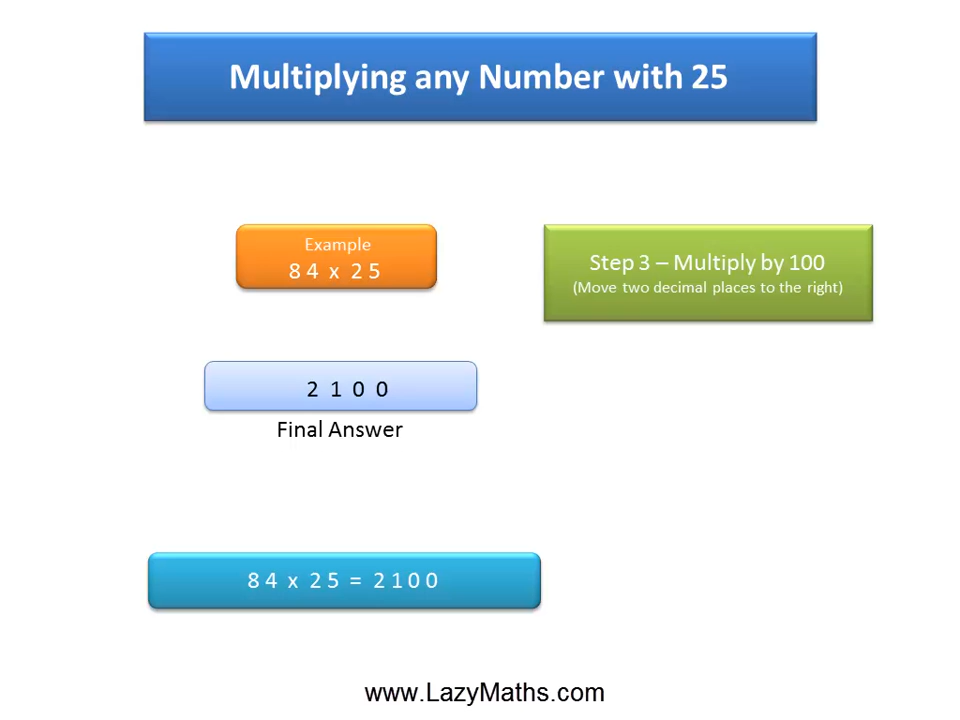 Multiplying any Number with 25
Example
8 4 x 2 5
Step 3 – Multiply by 100
(Move two decimal places to the right)
2 1 0 0
Final Answer
8 4 x 2 5 = 2 1 0 0
www.LazyMaths.com